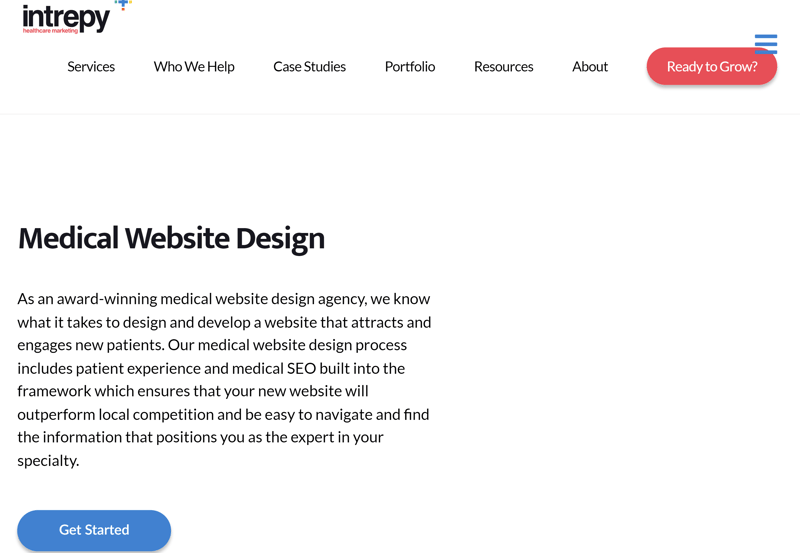 intrepy
healthcare marketing
Services
Who We Help
Case Studies
Portfolio
Resources
About
Ready to Grow?
Medical Website Design
As an award-winning medical website design agency, we know
what it takes to design and develop a website that attracts and
engages new patients. Our medical website design process
includes patient experience and medical SEO built into the
framework which ensures that your new website will
outperform local competition and be easy to navigate and find
the information that positions you as the expert in your
specialty.
Get Started